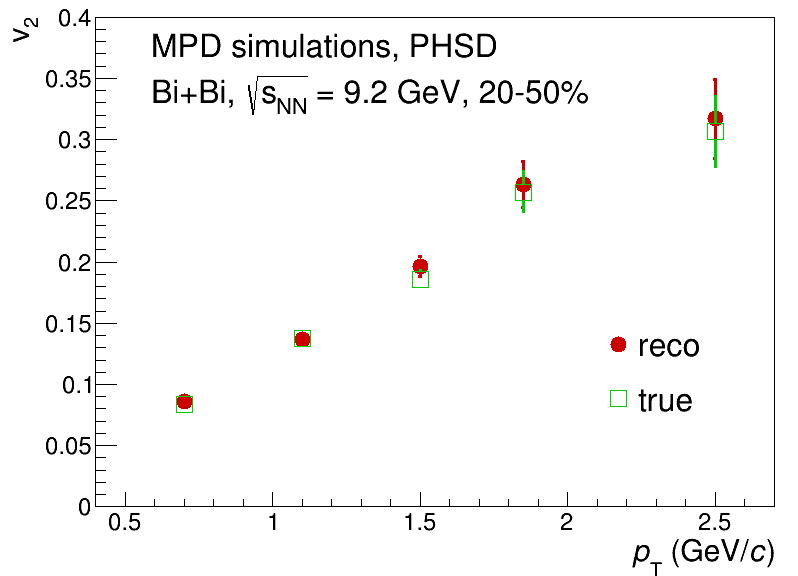 v2
0.4
MPD simulations, PHSD
0.35
Bi+Bi, √sNN = 9.2 GeV, 20-50%
0.3
0.25
0.2
0.15
reco
0.1
true
0.05
0
0.5 1 1.5 2 2.5
pT (GeV/c)